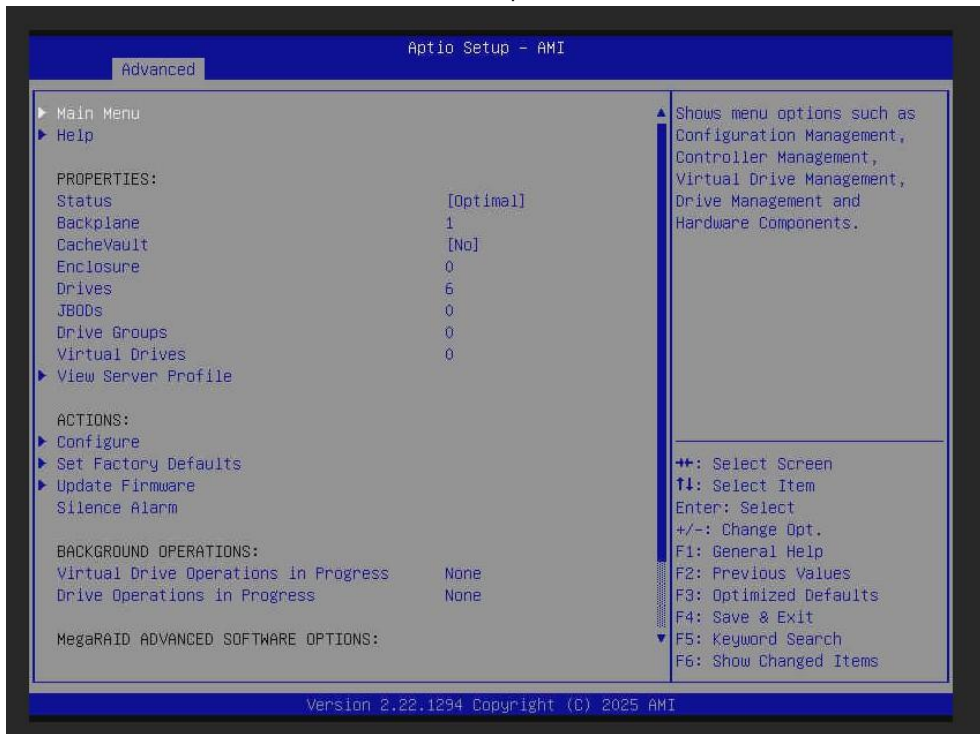 Aptio Setup - AMI
Advanced
Main Menu
Help
PROPERTIES:
Status [Optimal]
Backplane 1
CacheVault [No]
Enclosure 0
Drives 6
JBODs 0
Drive Groups 0
Virtual Drives 0
View Server Profile
ACTIONS:
Configure
Set Factory Defaults
Update Firmware
Silence Alarm
BACKGROUND OPERATIONS:
Virtual Drive Operations in Progress None
Drive Operations in Progress None
MegaRAID ADVANCED SOFTWARE OPTIONS:
Shows menu options such as
Configuration Management,
Controller Management,
Virtual Drive Management,
Drive Management and
Hardware Components.
→←: Select Screen
↑↓: Select Item
Enter: Select
+/-: Change Opt.
F1: General Help
F2: Previous Values
F3: Optimized Defaults
F4: Save & Exit
F5: Keyword Search
F6: Show Changed Items
Version 2.22.1294 Copyright (C) 2025 AMI